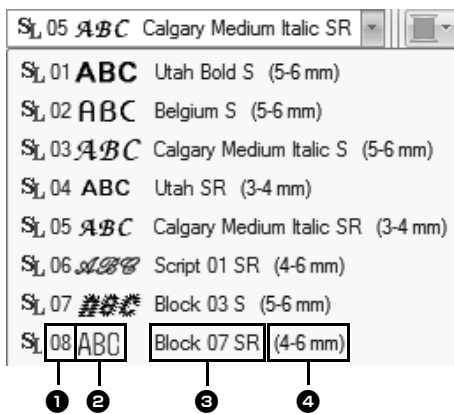 SL 05 ABC Calgary Medium Italic SR
SL 01 ABC Utah Bold S (5-6 mm)
SL 02 ABC Belgium S (5-6 mm)
SL 03 ABC Calgary Medium Italic S (5-6 mm)
SL 04 ABC Utah SR (3-4 mm)
SL 05 ABC Calgary Medium Italic SR (3-4 mm)
SL 06 ABC Script 01 SR (4-6 mm)
SL 07 ABC Block 03 S (5-6 mm)
SL 08 ABC Block 07 SR (4-6 mm)
1 2 3 4